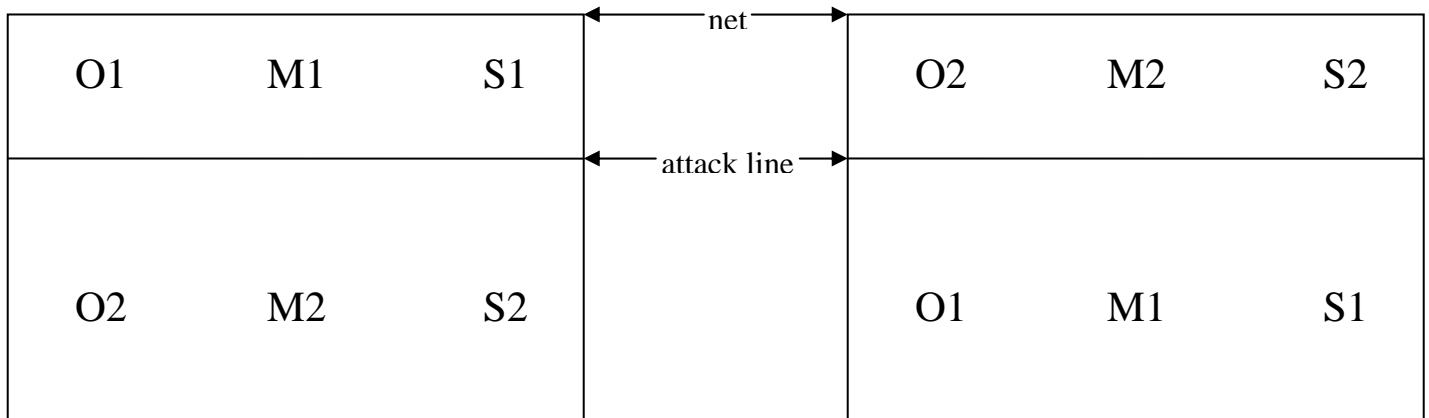 net
O1 M1 S1 O2 M2 S2
attack line
O2 M2 S2 O1 M1 S1